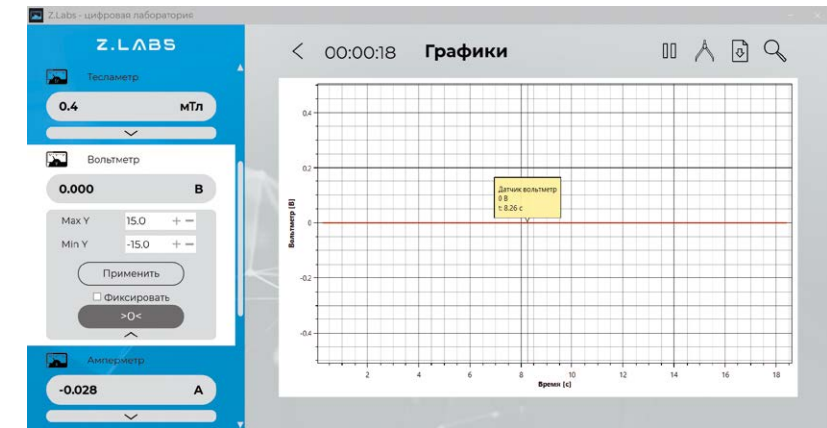 Z.Labs - цифровая лаборатория
Z.LABS
Тесламетр
0.4 мТл
Вольтметр
0.000 В
Max Y 15.0 + −
Min Y -15.0 + −
Применить
Фиксировать
>0<
Амперметр
-0.028 А
00:00:18 Графики
0,4
0,2
0
-0,2
-0,4
Вольтметр [В]
Датчик вольтметр
0 В
t: 8.26 с
2 4 6 8 10 12 14 16 18
Время [с]